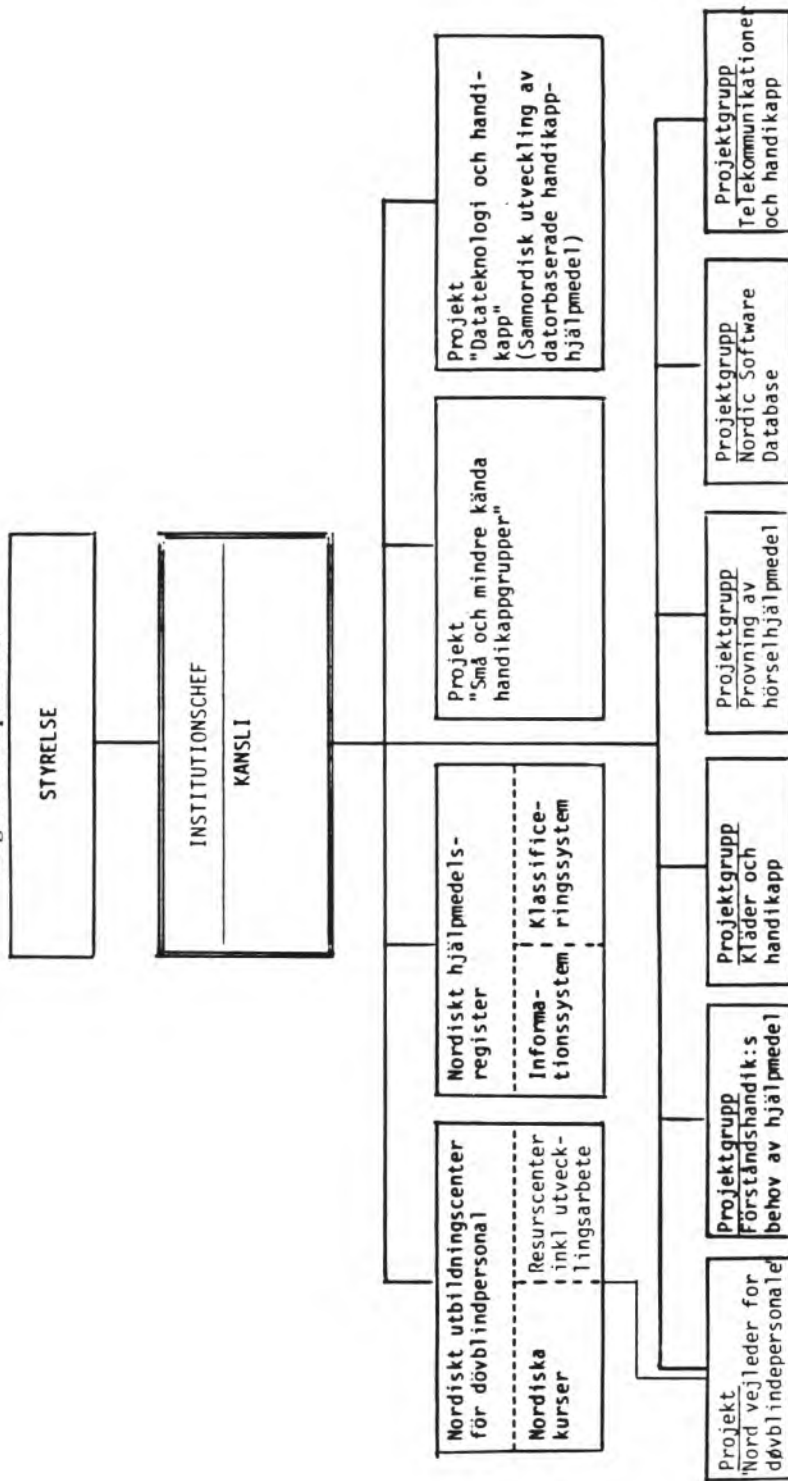 STYRELSE
INSTITUTIONSCHEF
KANSLI
Nordiskt utbildningscenter
för dövblindpersonal
Nordiska
kurser
Resurscenter
inkl utveck-
lingsarbete
Nordiskt hjälpmedels-
register
Informa-
tionssystem
Klassifice-
ringssystem
Projekt
"Små och mindre kända
handikappgrupper"
Projekt
"Datateknologi och handi-
kapp"
(Samnordisk utveckling av
datorbaserade handikapp-
hjälpmedel)
Projekt
"Nord vejleder for
døvblindepersonale"
Projektgrupp
Förståndshandik:s
behov av hjälpmedel
Projektgrupp
Kläder och
handikapp
Projektgrupp
Provning av
hörselhjälpmedel
Projektgrupp
Nordic Software
Database
Projektgrupp
Telekommunikationer
och handikapp